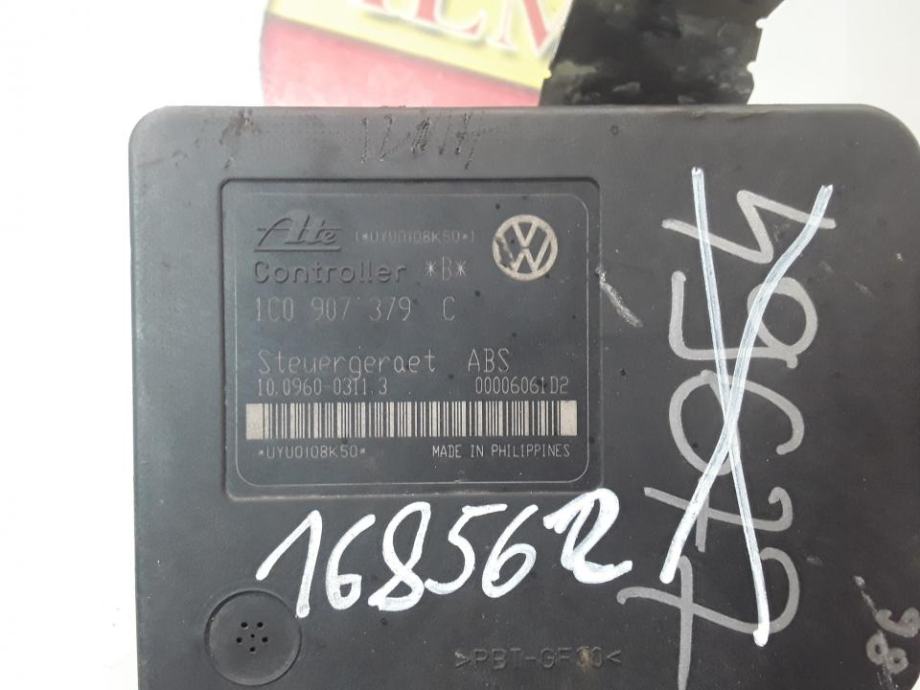 Ate (*UYU0108K50*)
Controller *B*
1C0 907 379 C
Steuergeraet ABS
10.0960-0311.3 00006061D2
*UYU0108K50* MADE IN PHILIPPINES
168562
>PBT-GF30<
98